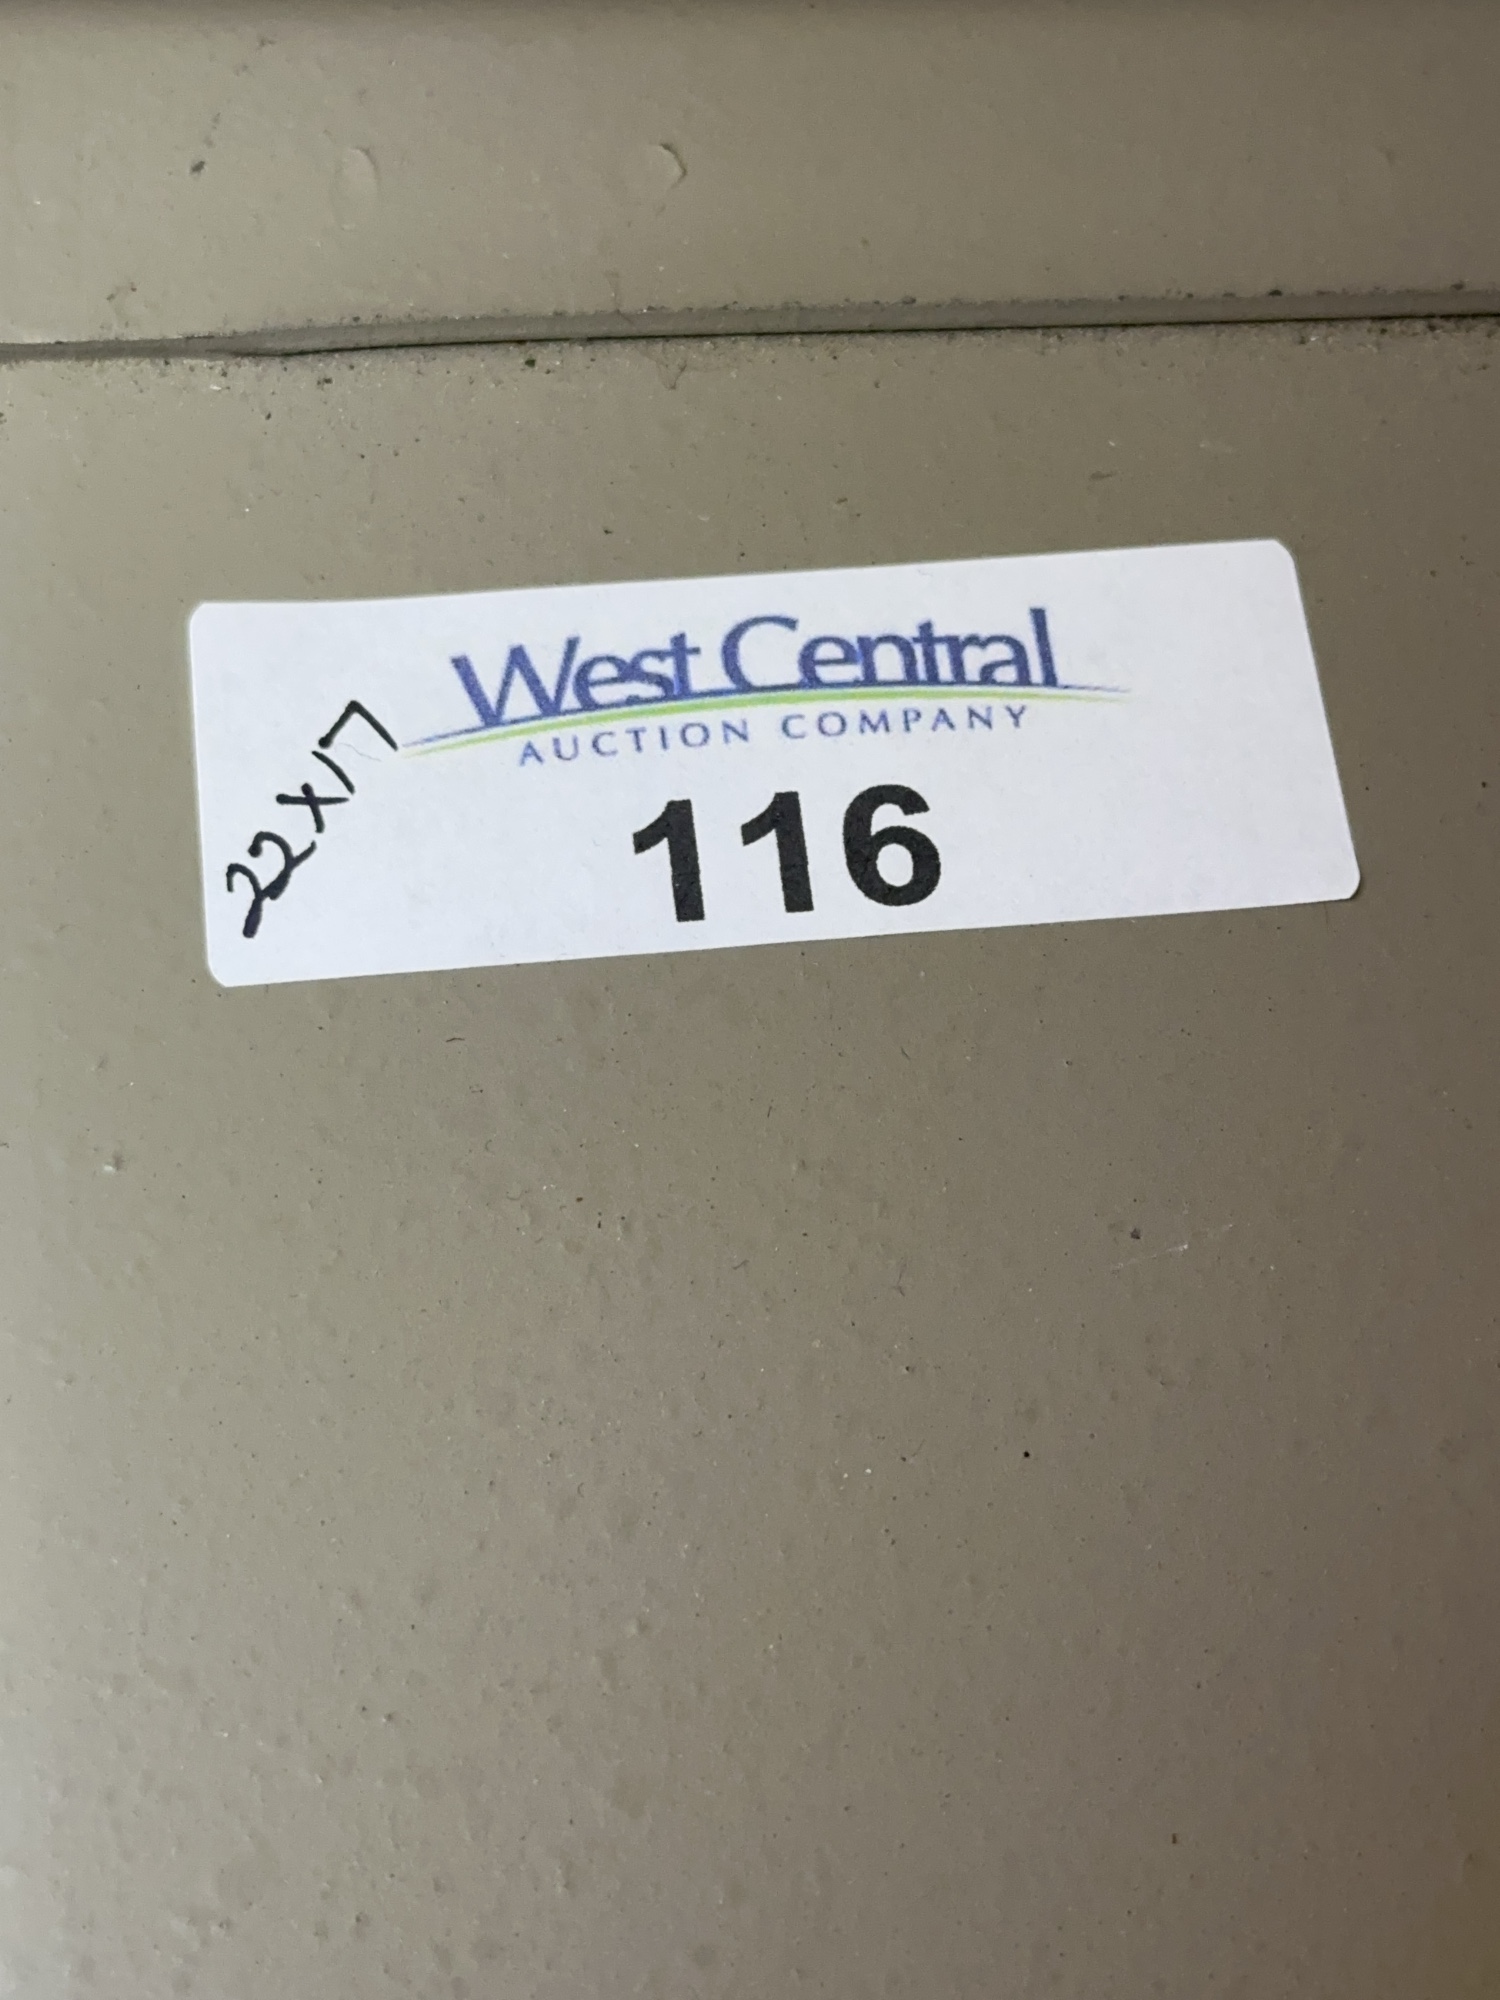 West Central
AUCTION COMPANY
22X17
116